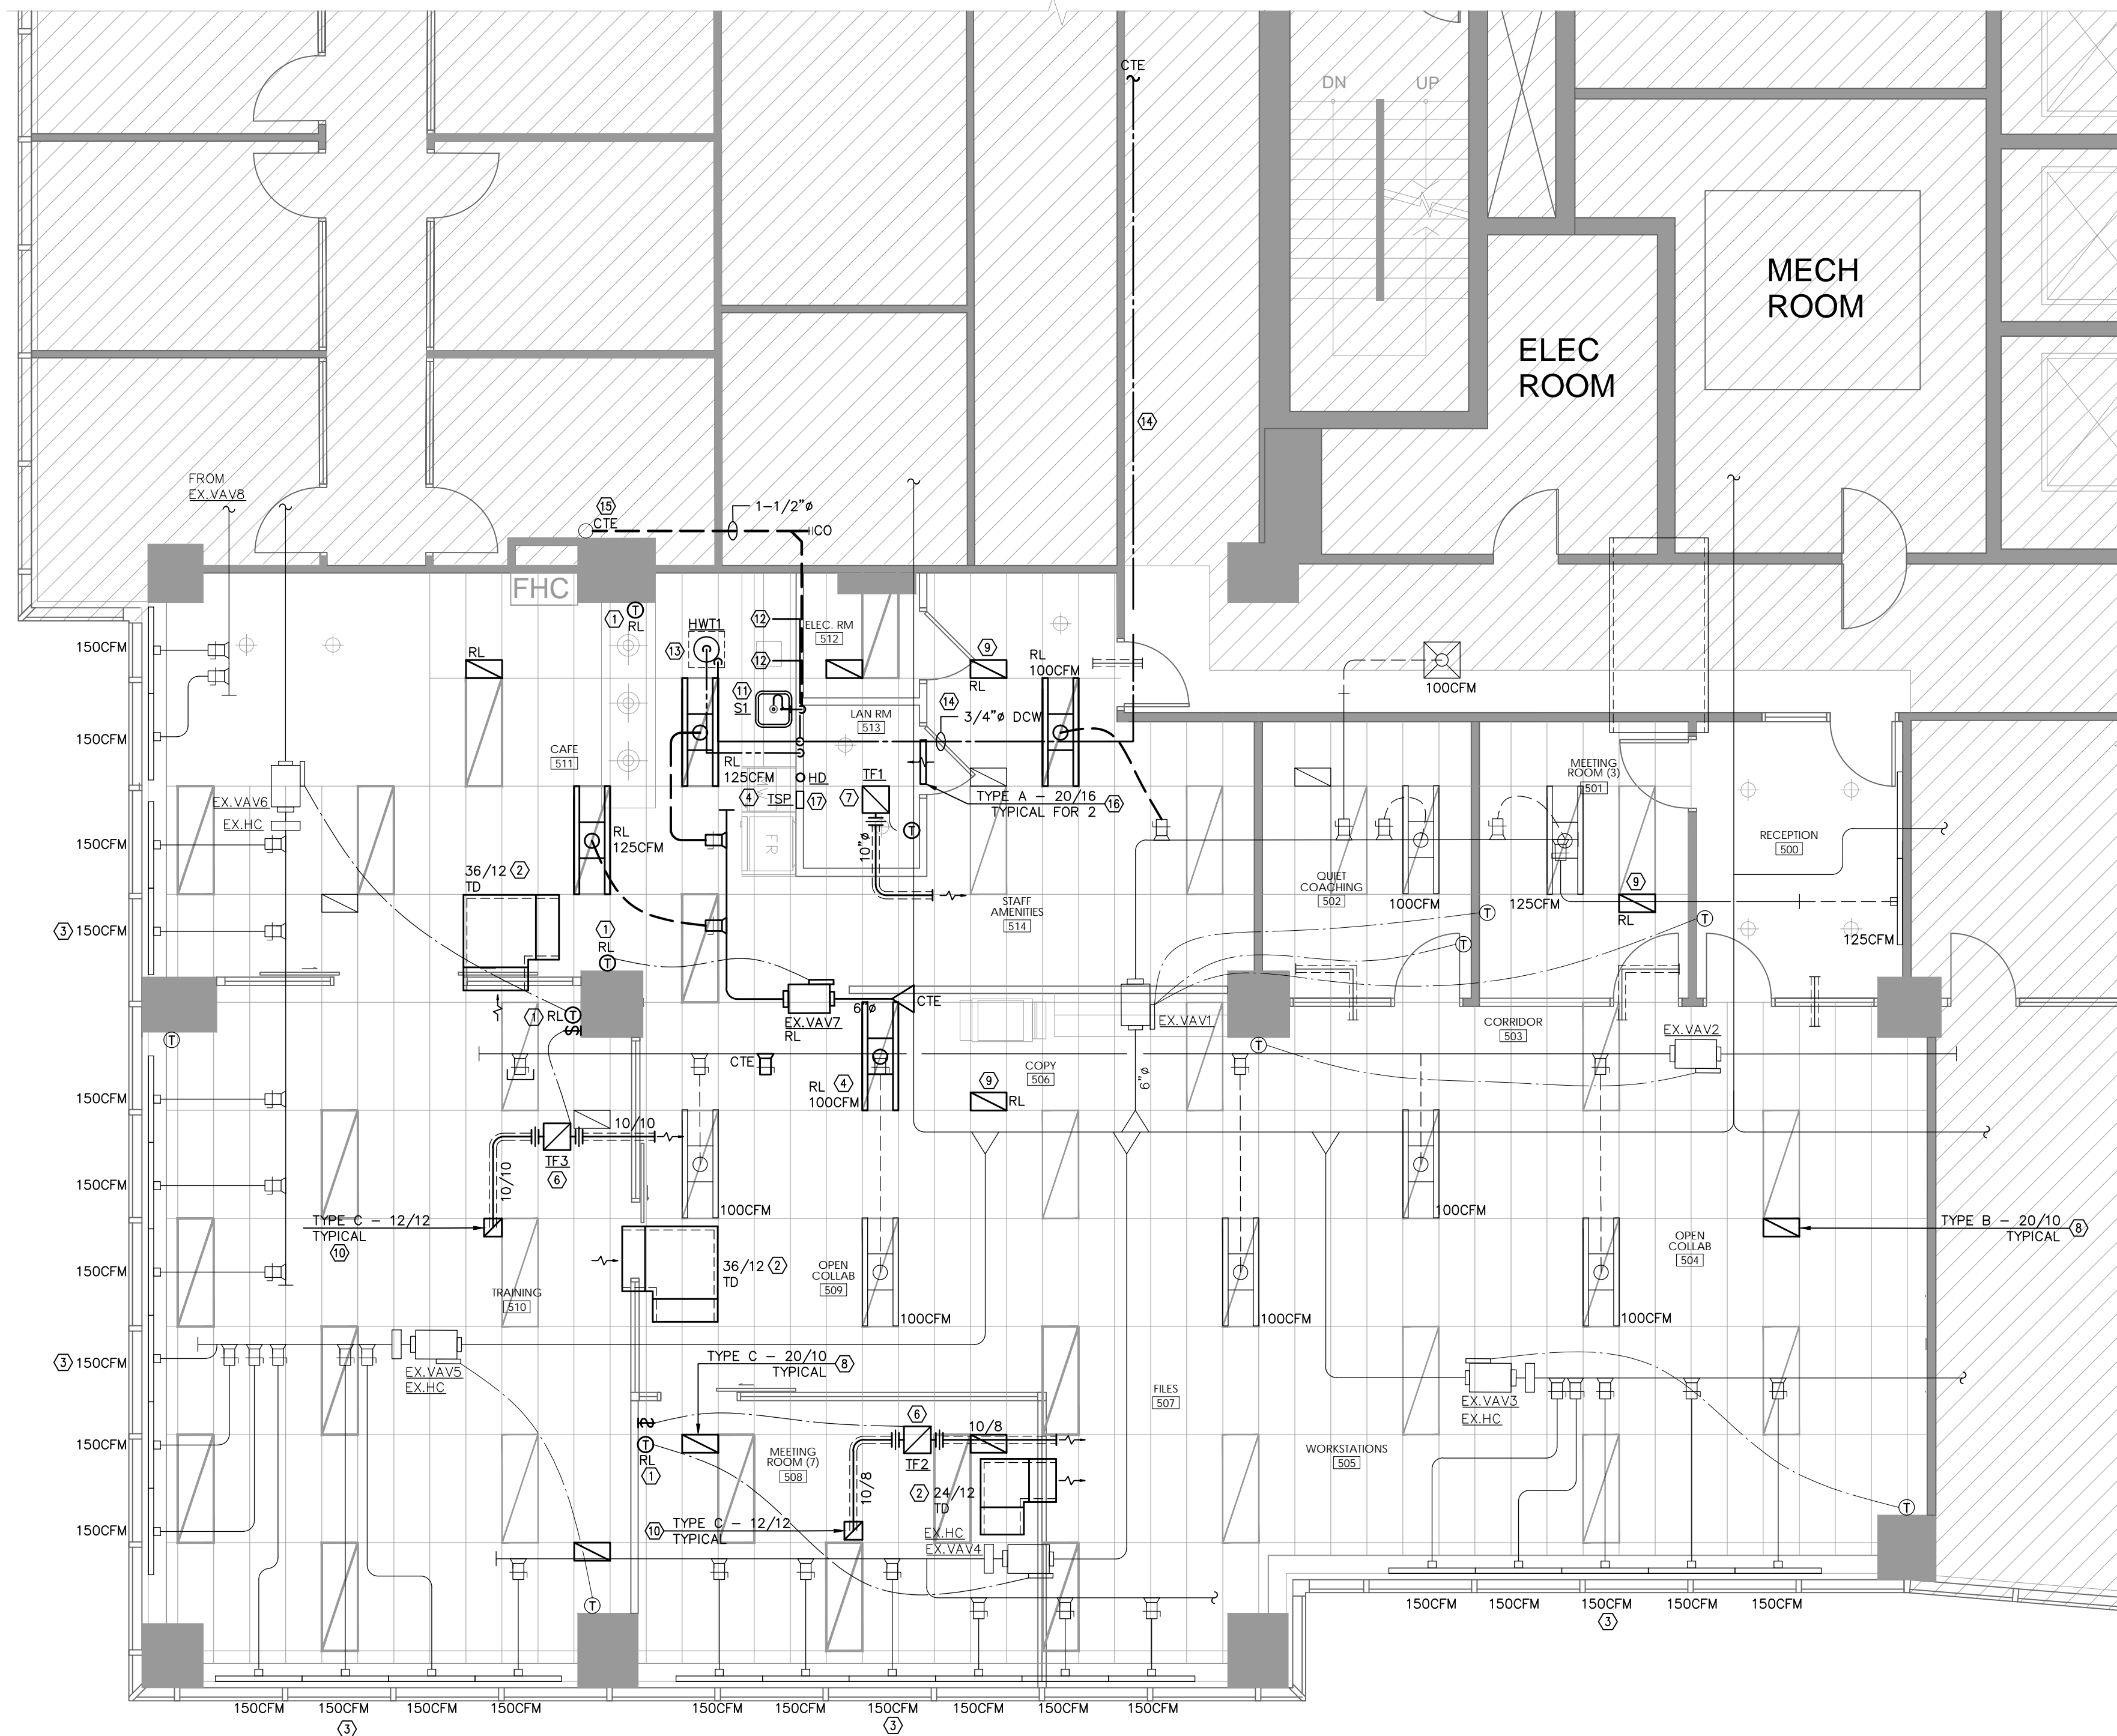 CTE
DN
UP
MECH
ROOM
ELEC
ROOM
14
FROM
EX.VAV8
15
CTE
1-1/2"ø
CO
FHC
1
T
RL
HWT1
13
12
ELEC. RM
512
12
RL
9
RL
RL
100CFM
150CFM
100CFM
11
S1
14
3/4"ø DCW
LAN RM
513
150CFM
CAFE
511
RL
125CFM
HD
TF1
MEETING
ROOM (3)
501
EX.VAV6
4
TSP
17
7
TYPE A - 20/16
TYPICAL FOR 2
16
EX.HC
RL
125CFM
T
FR
RECEPTION
500
150CFM
10"ø
36/12
2
TD
QUIET
COACHING
502
100CFM
125CFM
9
RL
STAFF
AMENITIES
514
T
T
T
125CFM
3
150CFM
1
RL
T
CTE
6"ø
EX.VAV7
RL
EX.VAV1
CORRIDOR
503
EX.VAV2
1
RL
T
T
T
CTE
COPY
506
6"ø
RL
4
100CFM
9
RL
150CFM
10/10
TF3
6
10/10
150CFM
100CFM
100CFM
TYPE C - 12/12
TYPICAL
10
TYPE B - 20/10
TYPICAL
8
OPEN
COLLAB
504
150CFM
36/12
2
TD
OPEN
COLLAB
509
TRAINING
510
100CFM
100CFM
100CFM
3
150CFM
TYPE C - 20/10
TYPICAL
8
EX.VAV5
EX.HC
FILES
507
EX.VAV3
EX.HC
150CFM
T
RL
1
6
10/8
TF2
MEETING
ROOM (7)
508
WORKSTATIONS
505
10/8
2
24/12
TD
T
150CFM
10
TYPE C - 12/12
TYPICAL
EX.HC
EX.VAV4
T
150CFM
150CFM
150CFM
150CFM
150CFM
3
150CFM
150CFM
150CFM
150CFM
150CFM
150CFM
150CFM
150CFM
150CFM
150CFM
3
3